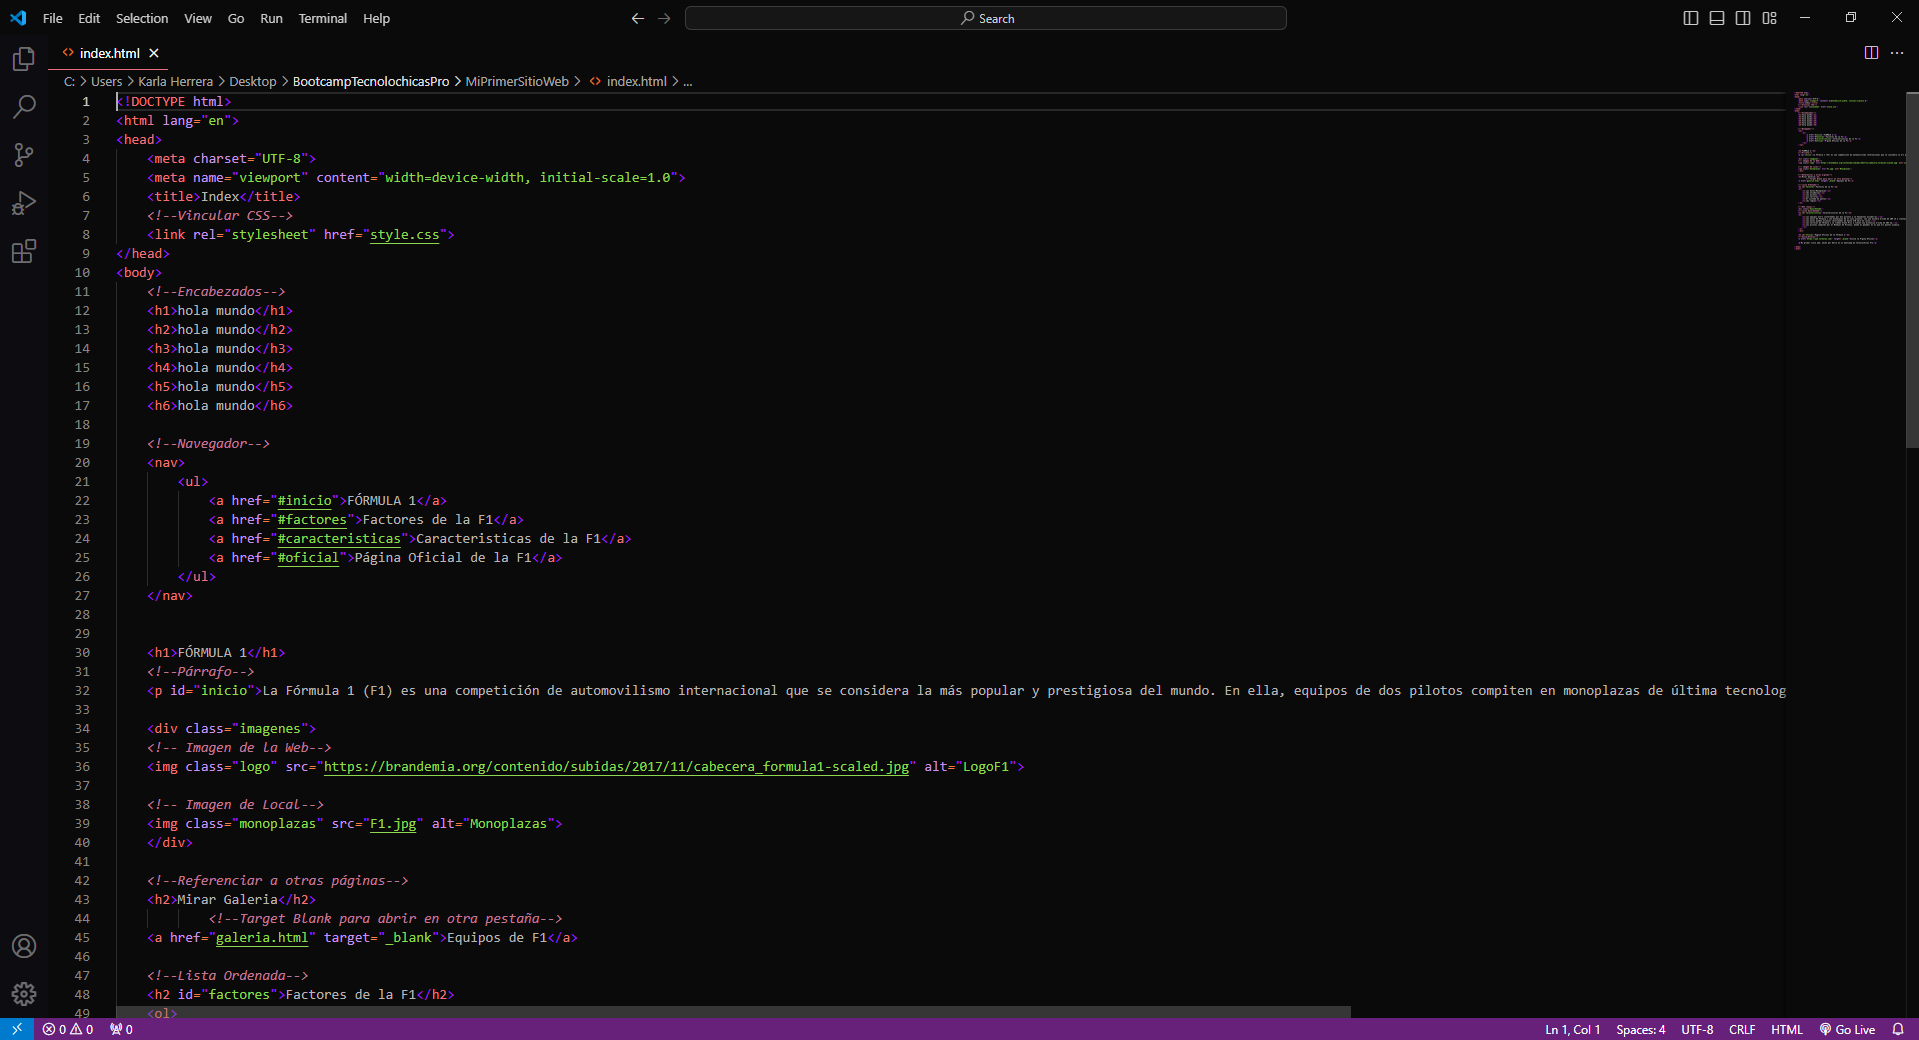 File Edit Selection View Go Run Terminal Help
Search
index.html
C: > Users > Karla Herrera > Desktop > BootcampTecnolochicasPro > MiPrimerSitioWeb > index.html > ...
1 <!DOCTYPE html>
2 <html lang="en">
3 <head>
4 <meta charset="UTF-8">
5 <meta name="viewport" content="width=device-width, initial-scale=1.0">
6 <title>Index</title>
7 <!--Vincular CSS-->
8 <link rel="stylesheet" href="style.css">
9 </head>
10 <body>
11 <!--Encabezados-->
12 <h1>hola mundo</h1>
13 <h2>hola mundo</h2>
14 <h3>hola mundo</h3>
15 <h4>hola mundo</h4>
16 <h5>hola mundo</h5>
17 <h6>hola mundo</h6>
18
19 <!--Navegador-->
20 <nav>
21 <ul>
22 <a href="#inicio">FÓRMULA 1</a>
23 <a href="#factores">Factores de la F1</a>
24 <a href="#caracteristicas">Caracteristicas de la F1</a>
25 <a href="#oficial">Página Oficial de la F1</a>
26 </ul>
27 </nav>
28
29
30 <h1>FÓRMULA 1</h1>
31 <!--Párrafo-->
32 <p id="inicio">La Fórmula 1 (F1) es una competición de automovilismo internacional que se considera la más popular y prestigiosa del mundo. En ella, equipos de dos pilotos compiten en monoplazas de última tecnolog
33
34 <div class="imagenes">
35 <!-- Imagen de la Web-->
36 <img class="logo" src="https://brandemia.org/contenido/subidas/2017/11/cabecera_formula1-scaled.jpg" alt="LogoF1">
37
38 <!-- Imagen de Local-->
39 <img class="monoplazas" src="F1.jpg" alt="Monoplazas">
40 </div>
41
42 <!--Referenciar a otras páginas-->
43 <h2>Mirar Galeria</h2>
44 <!--Target Blank para abrir en otra pestaña-->
45 <a href="galeria.html" target="_blank">Equipos de F1</a>
46
47 <!--Lista Ordenada-->
48 <h2 id="factores">Factores de la F1</h2>
49 <ol>
0 0 0 Ln 1, Col 1 Spaces: 4 UTF-8 CRLF HTML Go Live